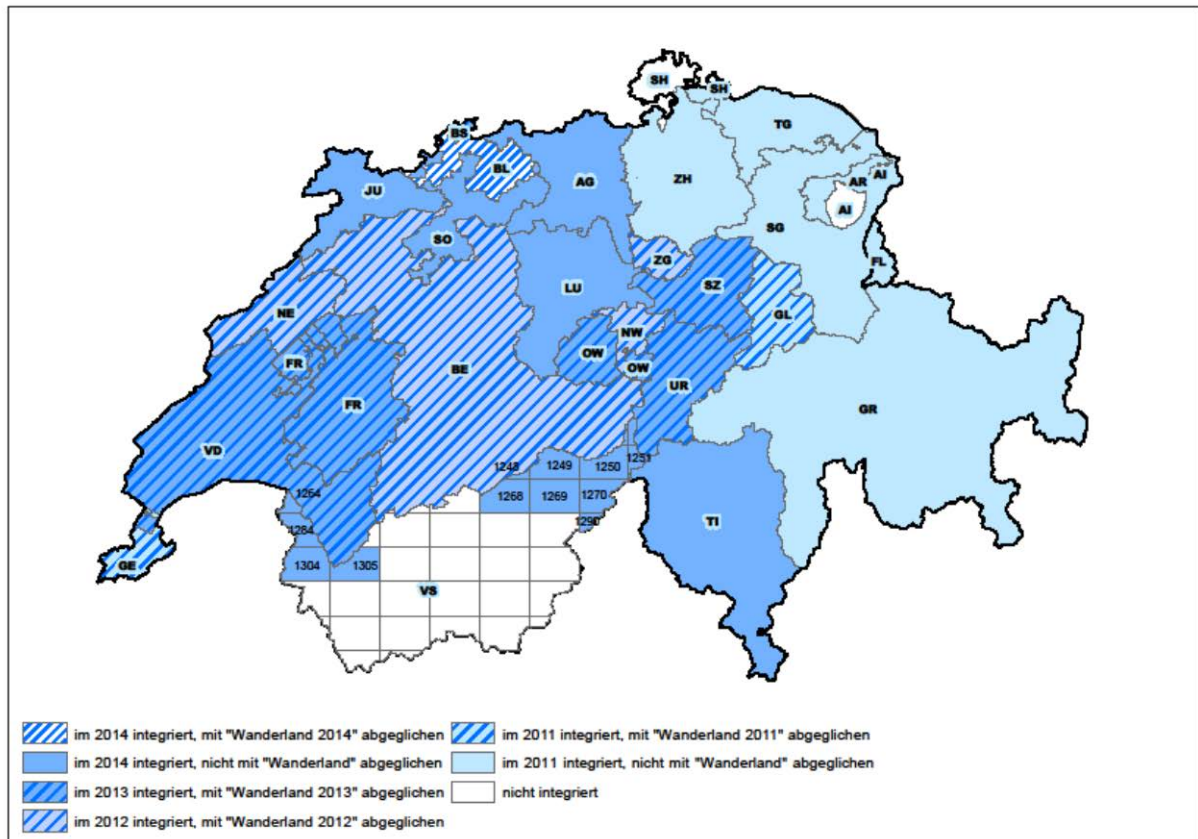 SH
SH
TG
BS
BL
AG
ZH
AR
AI
AI
JU
SO
SG
ZG
SZ
FL
LU
GL
NE
NW
OW
OW
FR
BE
UR
FR
GR
VD
1248
1249
1250
1251
1264
1268
1269
1270
1284
1290
TI
GE
1304
1305
VS
im 2014 integriert, mit "Wanderland 2014" abgeglichen
im 2014 integriert, nicht mit "Wanderland" abgeglichen
im 2013 integriert, mit "Wanderland 2013" abgeglichen
im 2012 integriert, mit "Wanderland 2012" abgeglichen
im 2011 integriert, mit "Wanderland 2011" abgeglichen
im 2011 integriert, nicht mit "Wanderland" abgeglichen
nicht integriert